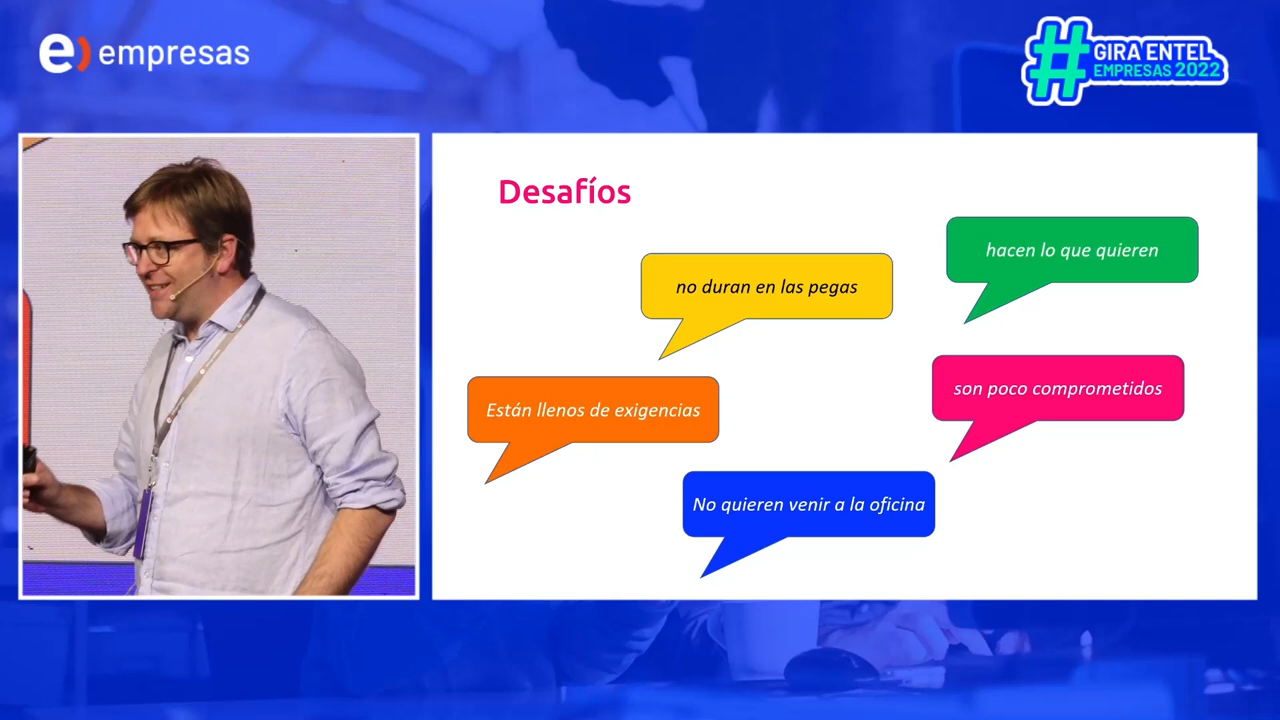 e) empresas
#GIRA ENTEL
EMPRESAS 2022
Desafíos
hacen lo que quieren
no duran en las pegas
son poco comprometidos
Están llenos de exigencias
No quieren venir a la oficina